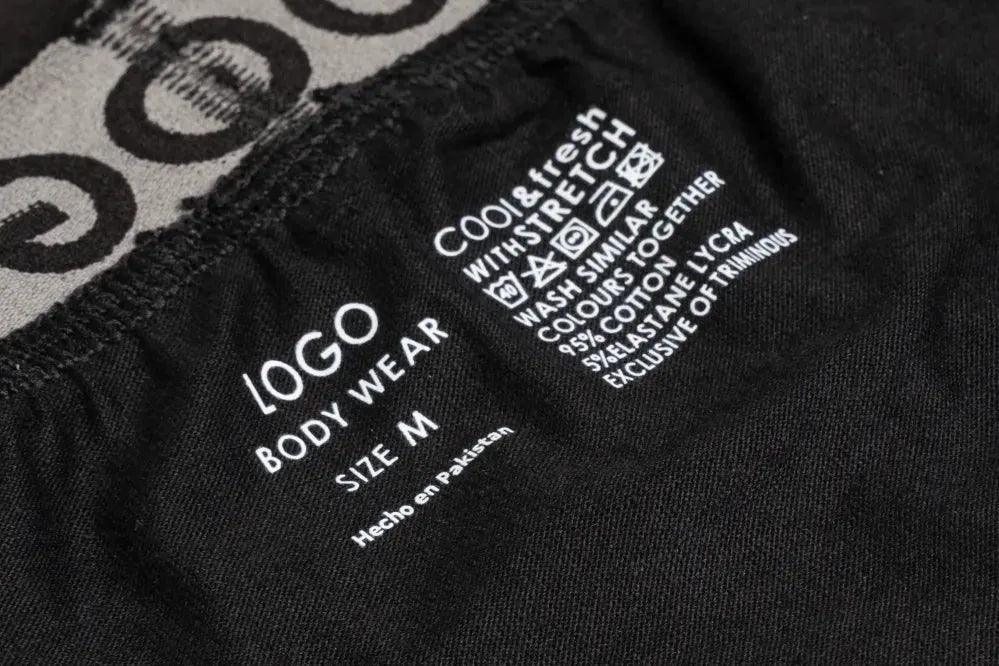 LOGO
BODY WEAR
SIZE M
Hecho en Pakistan
COOl&fresh
WITH STRETCH
40
WASH SIMILAR
COLOURS TOGETHER
95% COTTON
5%ELASTANE LYCRA
EXCLUSIVE OF TRIMINDUS